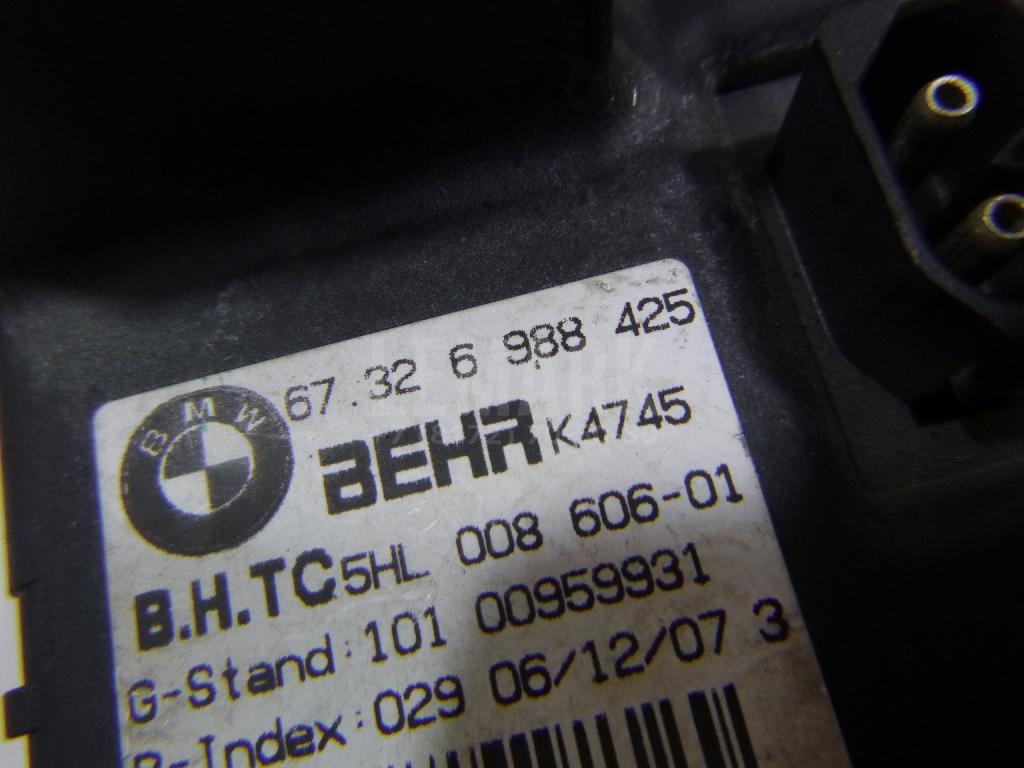 BMW 67.32 6 988 425
BEHR K4745
B.H.TC 5HL 008 606-01
G-Stand:101 00959931
Index:029 06/12/07 3